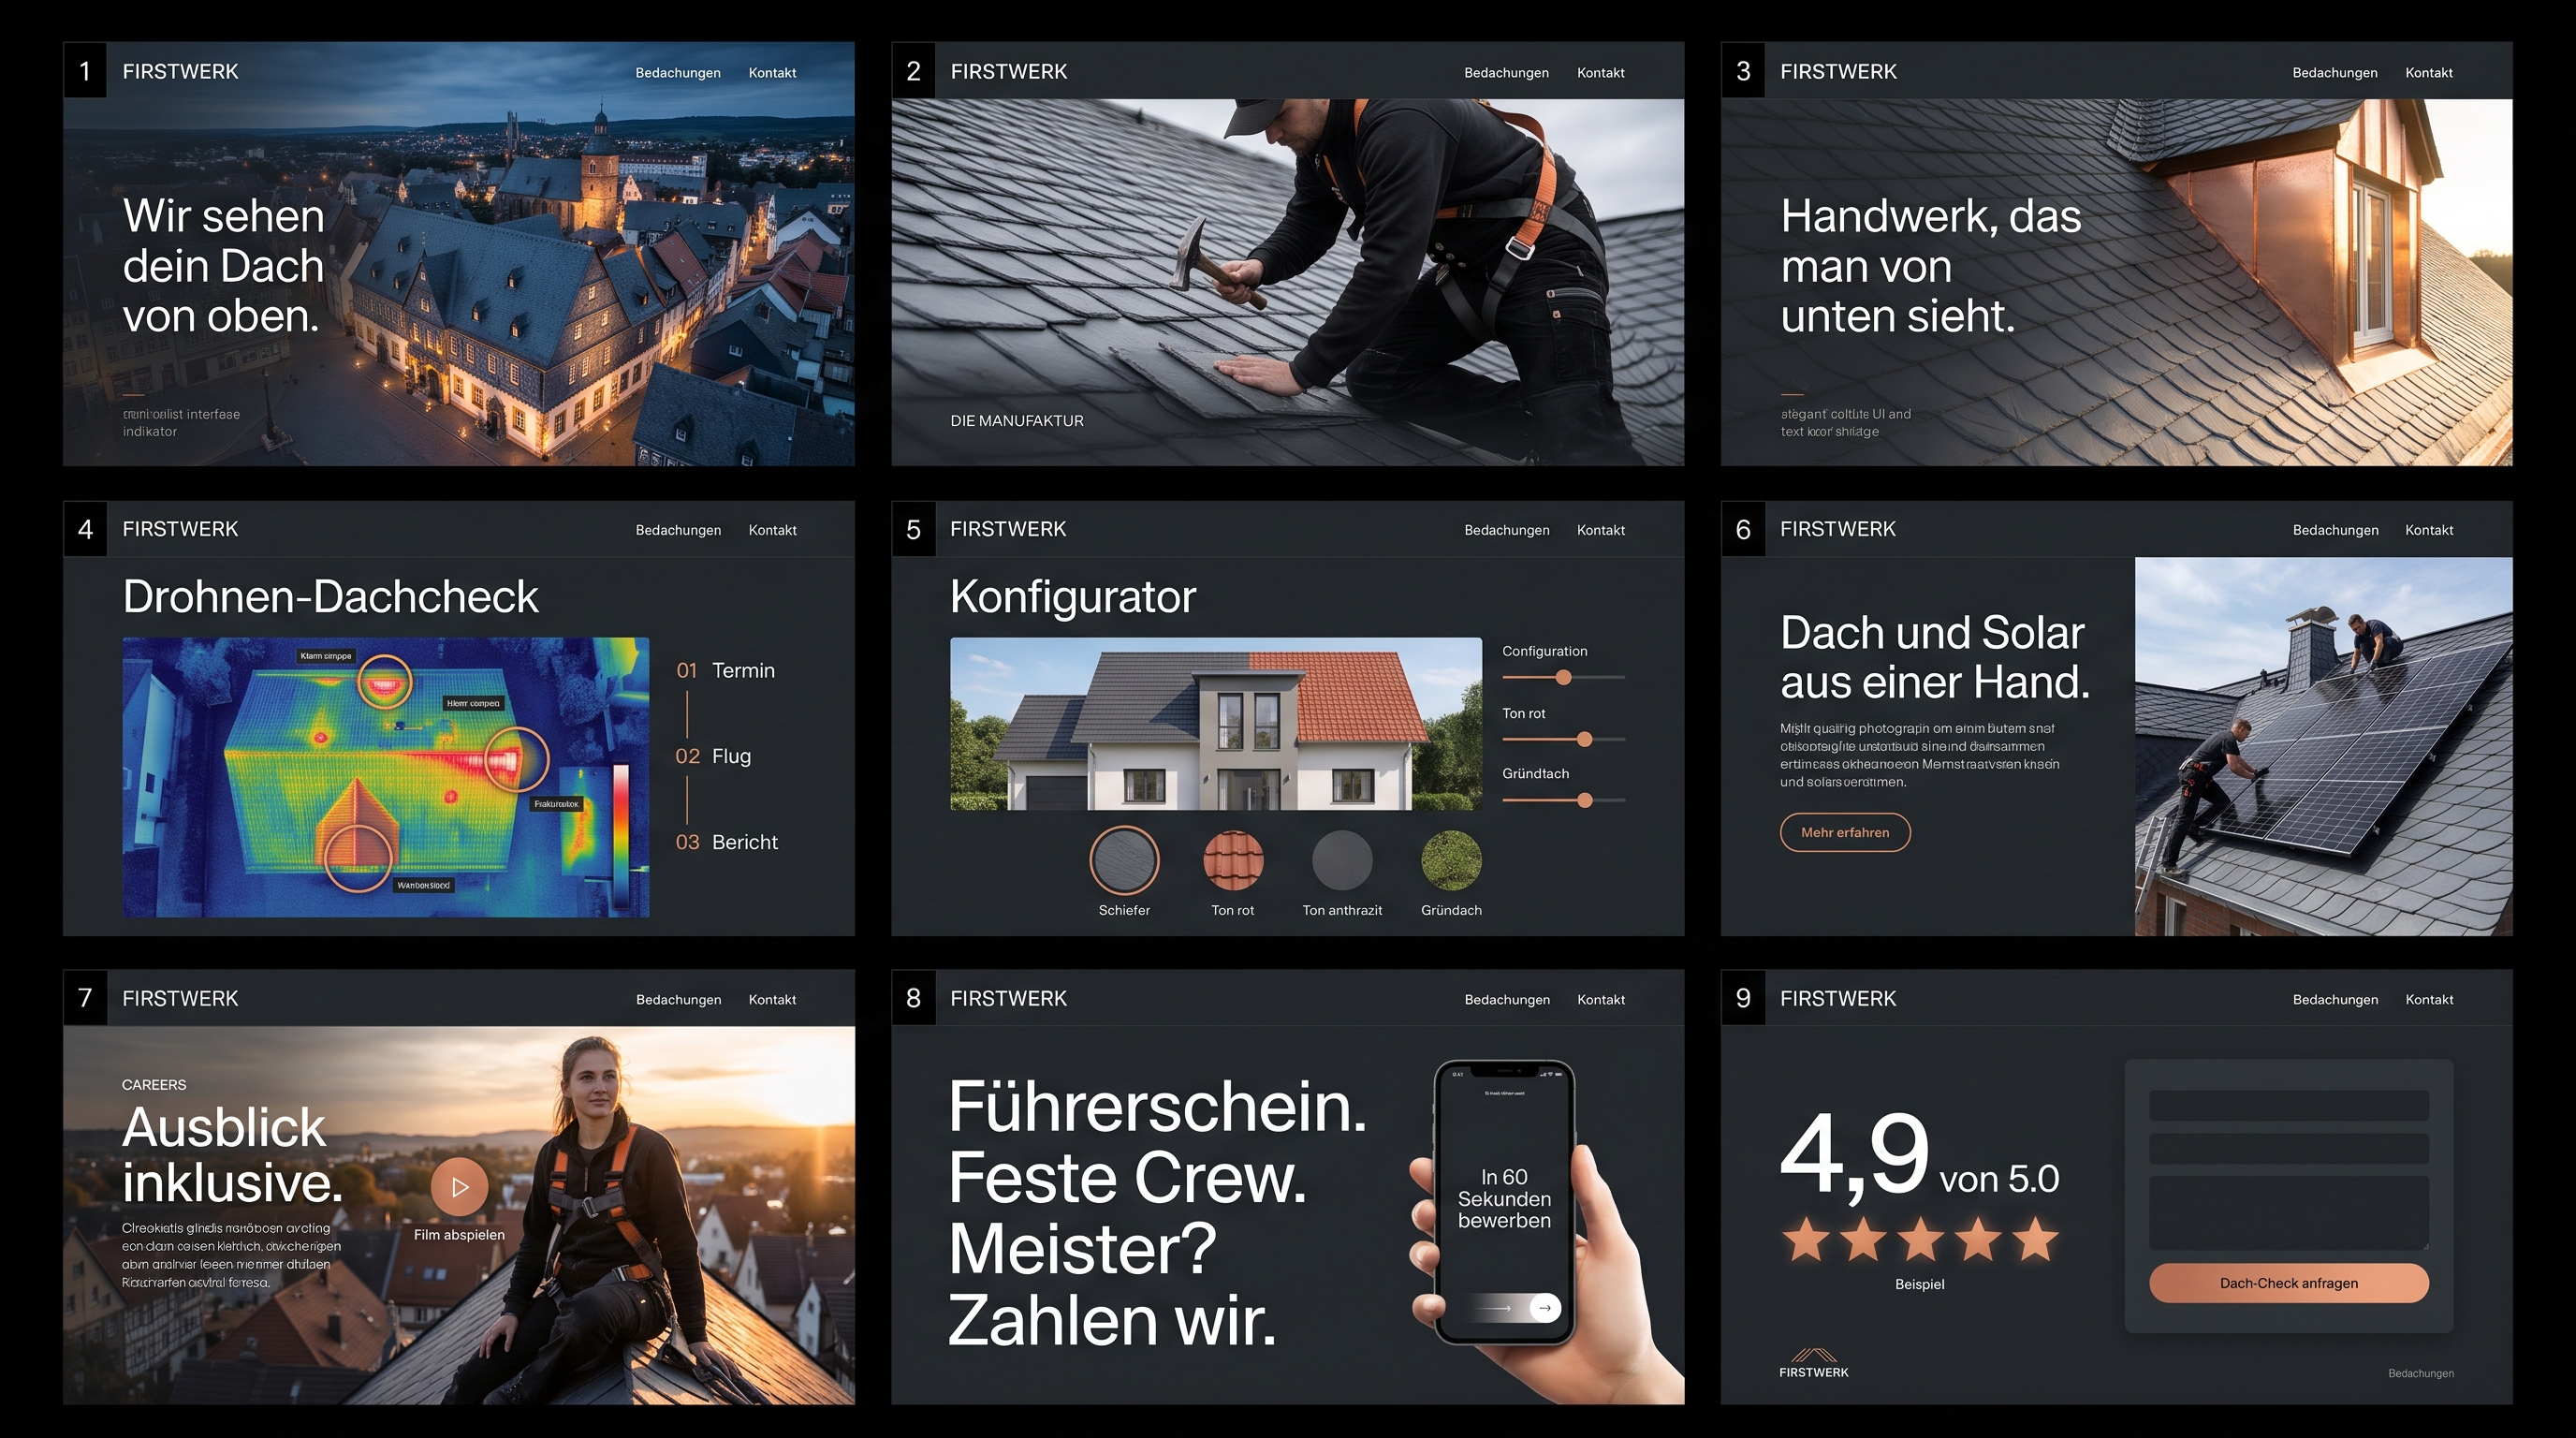 1
FIRSTWERK
Bedachungen
Kontakt
Wir sehen
dein Dach
von oben.
indikator
2
FIRSTWERK
Bedachungen
Kontakt
DIE MANUFAKTUR
3
FIRSTWERK
Bedachungen
Kontakt
Handwerk, das
man von
unten sieht.
UI and
text
4
FIRSTWERK
Bedachungen
Kontakt
Drohnen-Dachcheck
01 Termin
02 Flug
03 Bericht
5
FIRSTWERK
Bedachungen
Kontakt
Konfigurator
Configuration
Ton rot
Gründtach
Schiefer
Ton rot
Ton anthrazit
Gründach
6
FIRSTWERK
Bedachungen
Kontakt
Dach und Solar
aus einer Hand.
und
Mehr erfahren
7
FIRSTWERK
Bedachungen
Kontakt
CAREERS
Ausblick
inklusive.
Film abspielen
8
FIRSTWERK
Bedachungen
Kontakt
Führerschein.
Feste Crew.
Meister?
Zahlen wir.
In 60
Sekunden
bewerben
9
FIRSTWERK
Bedachungen
Kontakt
4,9 von 5.0
Beispiel
Dach-Check anfragen
FIRSTWERK
Bedachungen